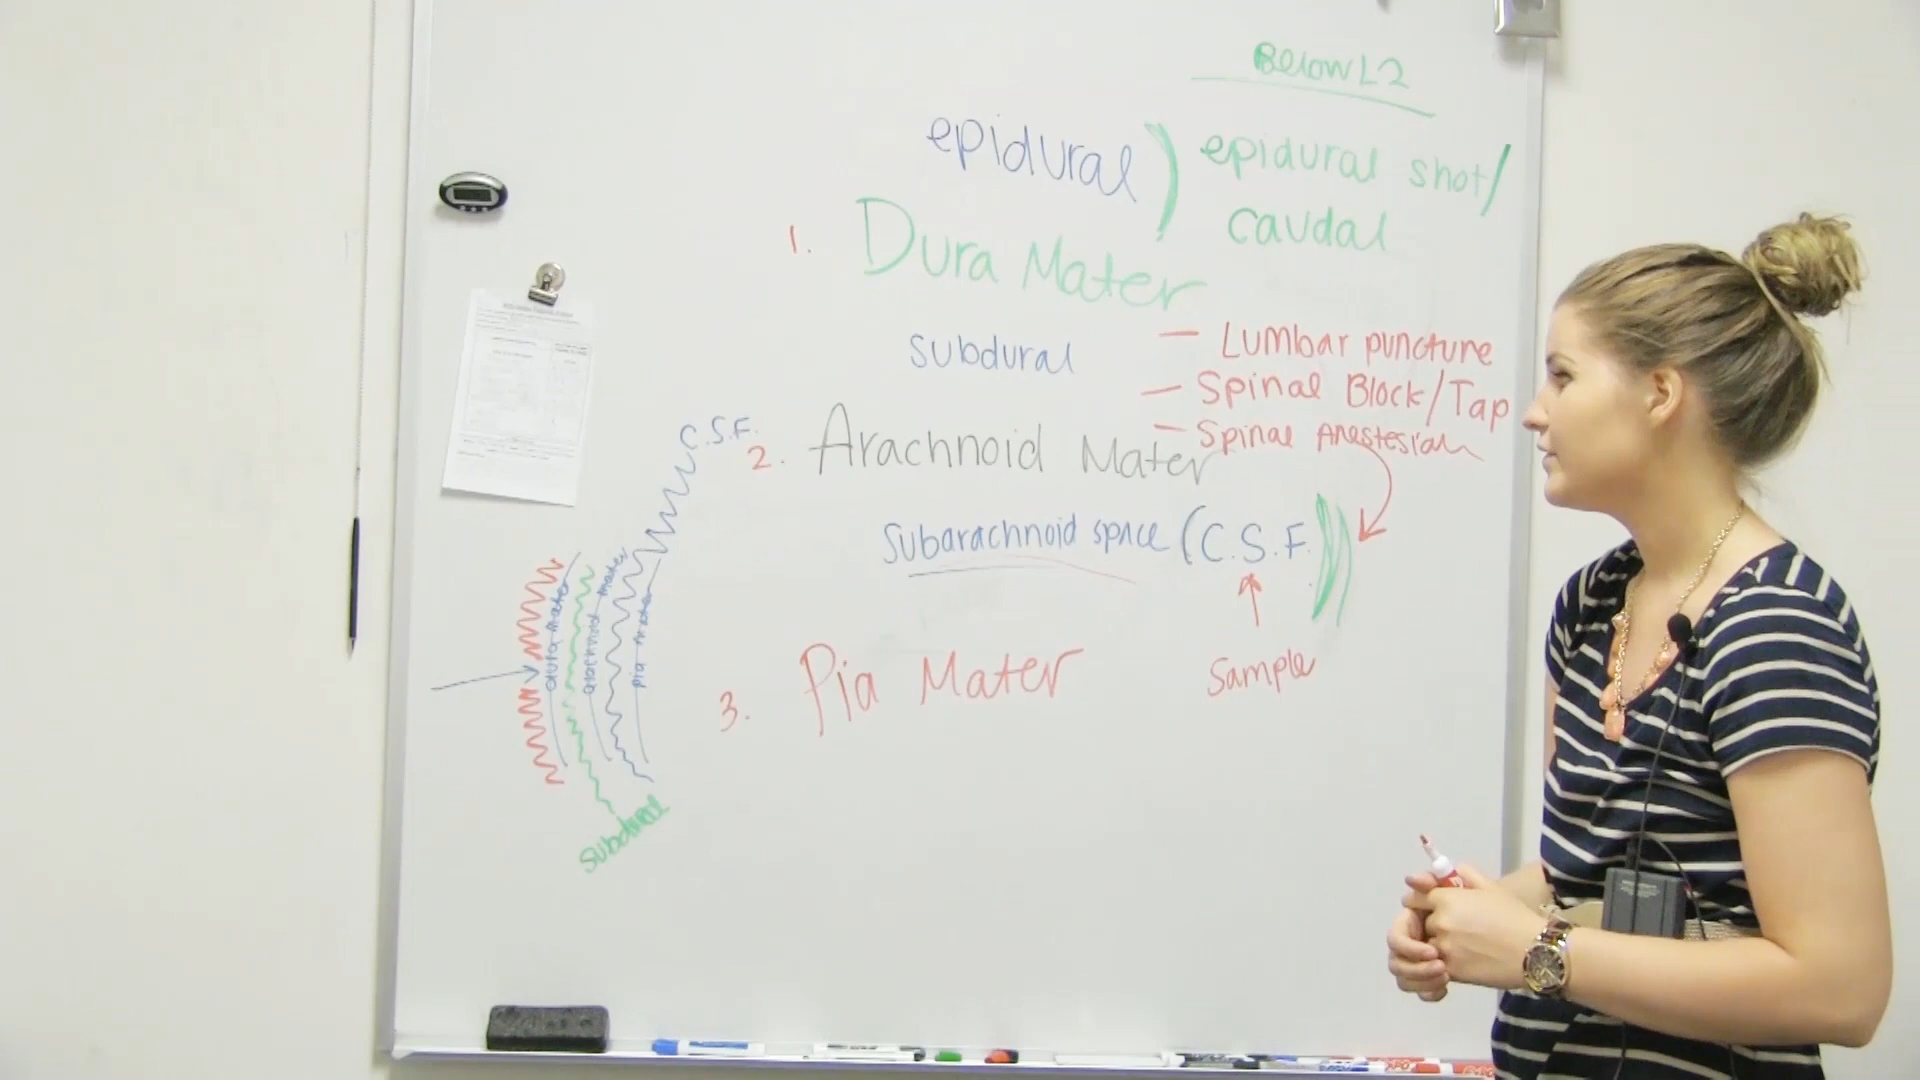 Below L2
epidural ) epidural shot/
caudal
1. Dura Mater
subdural
— Lumbar puncture
— Spinal Block/Tap
— Spinal Anestesiah
2. Arachnoid Mater
Subarachnoid space (C.S.F.)
Sample
3. Pia Mater
C.S.F.
dura mater
arachnoid mater
pia mater
subdural